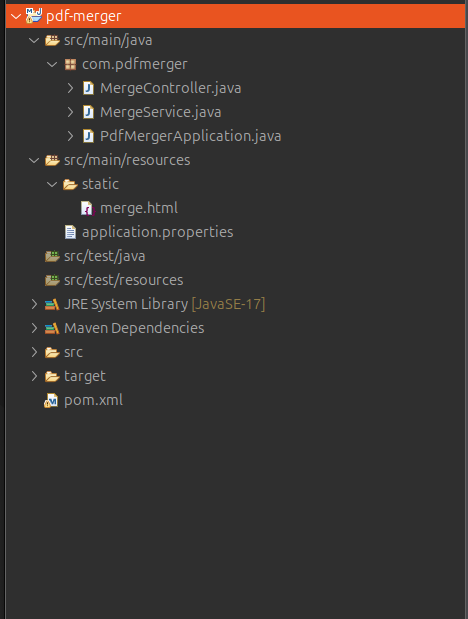 pdf-merger
src/main/java
com.pdfmerger
MergeController.java
MergeService.java
PdfMergerApplication.java
src/main/resources
static
merge.html
application.properties
src/test/java
src/test/resources
JRE System Library [JavaSE-17]
Maven Dependencies
src
target
pom.xml